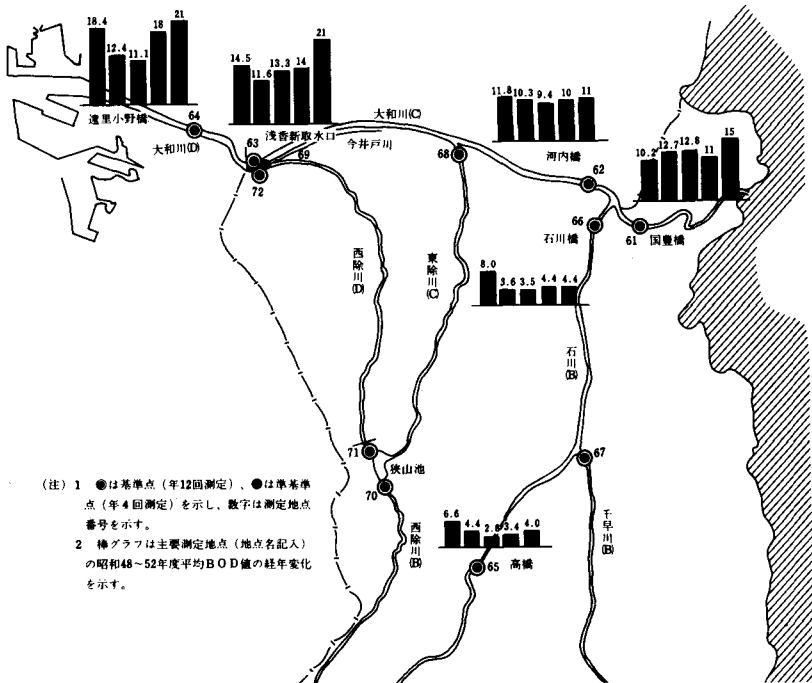 18.4 12.4 11.1 18 21
遠里小野橋
14.5 11.6 13.3 14 21
浅香新取水口
11.8 10.3 9.4 10 11
河内橋
10.2 12.7 12.8 11 15
国豊橋
64
大和川(D)
63
72
69
今井戸川
大和川(C)
68
62
66
石川橋
61
8.0 3.6 3.5 4.4 4.4
西除川(D)
東除川(C)
石川(B)
71
狭山池
70
67
西除川(B)
6.6 4.4 2.8 3.4 4.0
65
高橋
千早川(B)
(注) 1 ◉は基準点(年12回測定)、●は準基準
点(年4回測定)を示し、数字は測定地点
番号を示す。
2 棒グラフは主要測定地点(地点名記入)
の昭和48~52年度平均BOD値の経年変化
を示す。